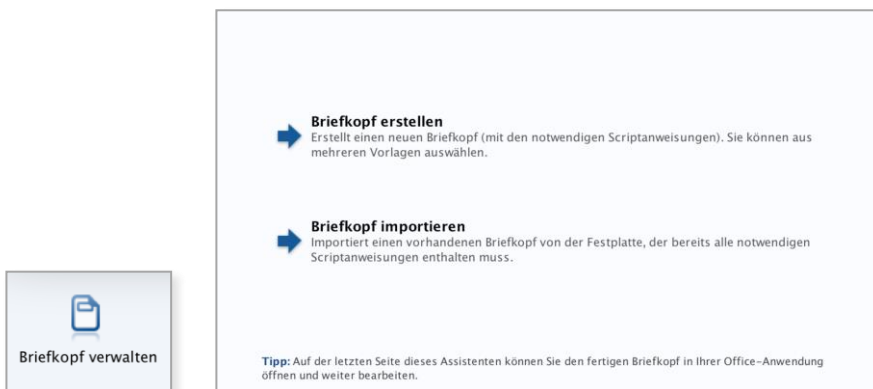 Briefkopf erstellen
Erstellt einen neuen Briefkopf (mit den notwendigen Scriptanweisungen). Sie können aus
mehreren Vorlagen auswählen.
Briefkopf importieren
Importiert einen vorhandenen Briefkopf von der Festplatte, der bereits alle notwendigen
Scriptanweisungen enthalten muss.
Briefkopf verwalten
Tipp: Auf der letzten Seite dieses Assistenten können Sie den fertigen Briefkopf in Ihrer Office-Anwendung
öffnen und weiter bearbeiten.